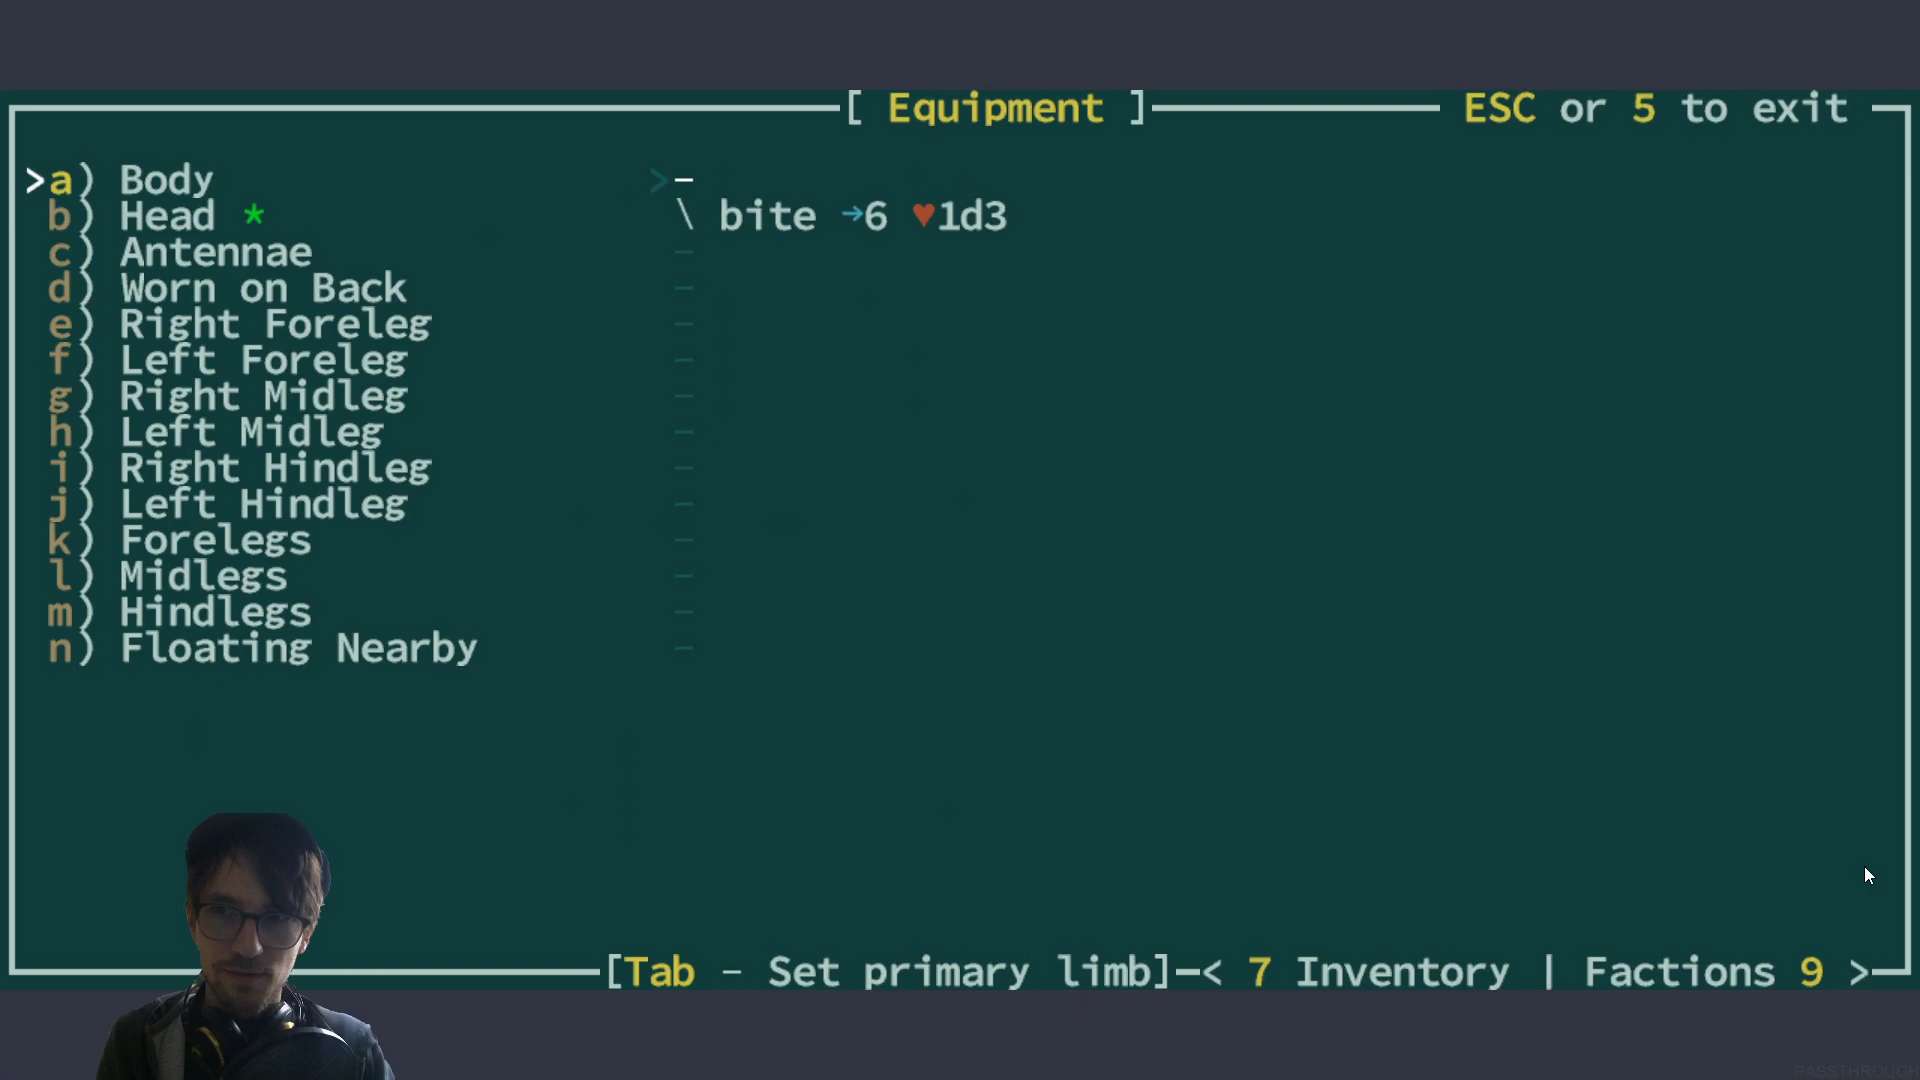 [ Equipment ] ESC or 5 to exit
>a) Body >-
b) Head * \ bite →6 ♥1d3
c) Antennae -
d) Worn on Back -
e) Right Foreleg -
f) Left Foreleg -
g) Right Midleg -
h) Left Midleg -
i) Right Hindleg -
j) Left Hindleg -
k) Forelegs -
l) Midlegs -
m) Hindlegs -
n) Floating Nearby -
[Tab - Set primary limb]-< 7 Inventory | Factions 9 >
PASSTHROUGH